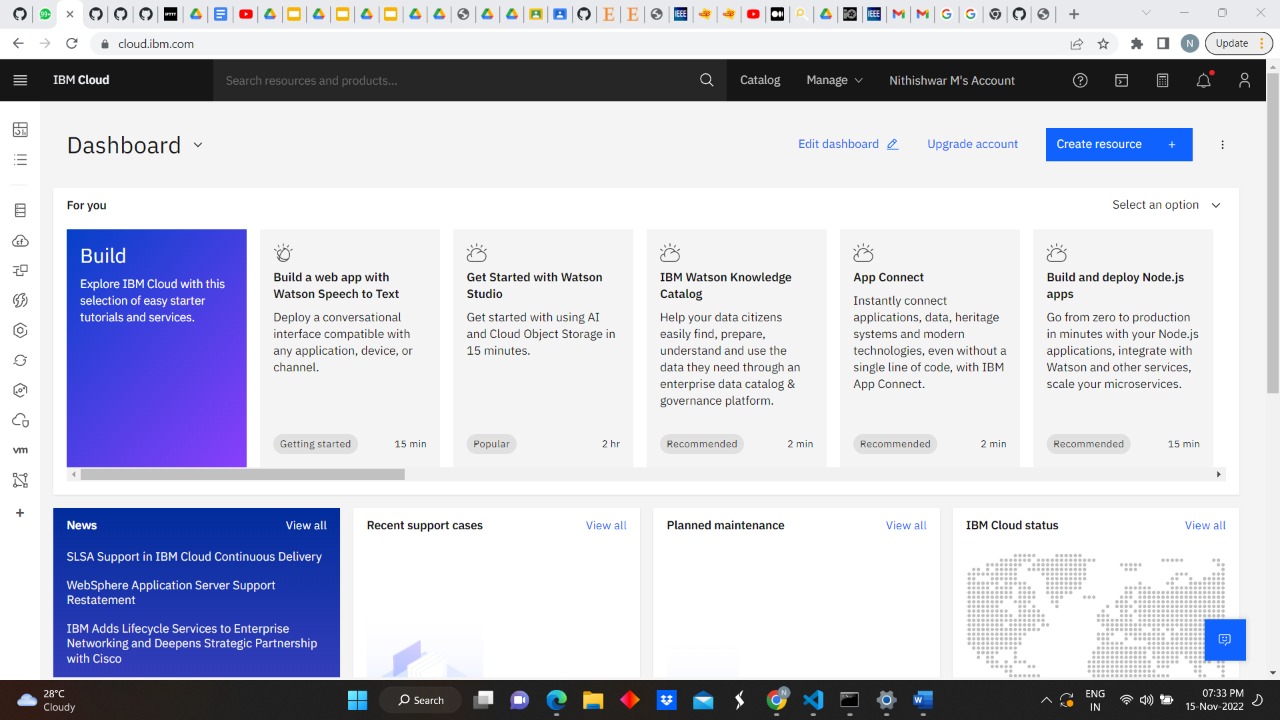 99+
MYTT
IEEE
IEEE
IEEE
cloud.ibm.com
N
Update
IBM Cloud
Search resources and products...
Catalog
Manage
Nithishwar M's Account
Dashboard
Edit dashboard
Upgrade account
Create resource +
For you
Select an option
Build
Explore IBM Cloud with this
selection of easy starter
tutorials and services.
Build a web app with
Watson Speech to Text
Deploy a conversational
interface compatible with
any application, device, or
channel.
Getting started
15 min
Get Started with Watson
Studio
Get started with using AI
and Cloud Object Storage in
15 minutes.
Popular
2 hr
IBM Watson Knowledge
Catalog
Help your data citizens
easily find, prepare,
understand and use the
data they need through an
enterprise data catalog &
governance platform.
Recommended
2 min
App Connect
Instantly connect
applications, data, heritage
systems and modern
technologies, even without a
single line of code, with IBM
App Connect.
Recommended
2 min
Build and deploy Node.js
apps
Go from zero to production
in minutes with your Node.js
applications, integrate with
Watson and other services,
scale your microservices.
Recommended
15 min
vm
News
View all
SLSA Support in IBM Cloud Continuous Delivery
WebSphere Application Server Support
Restatement
IBM Adds Lifecycle Services to Enterprise
Networking and Deepens Strategic Partnership
with Cisco
Recent support cases
View all
Planned maintenance
View all
IBM Cloud status
View all
28°C
Cloudy
Search
ENG
IN
07:33 PM
15-Nov-2022